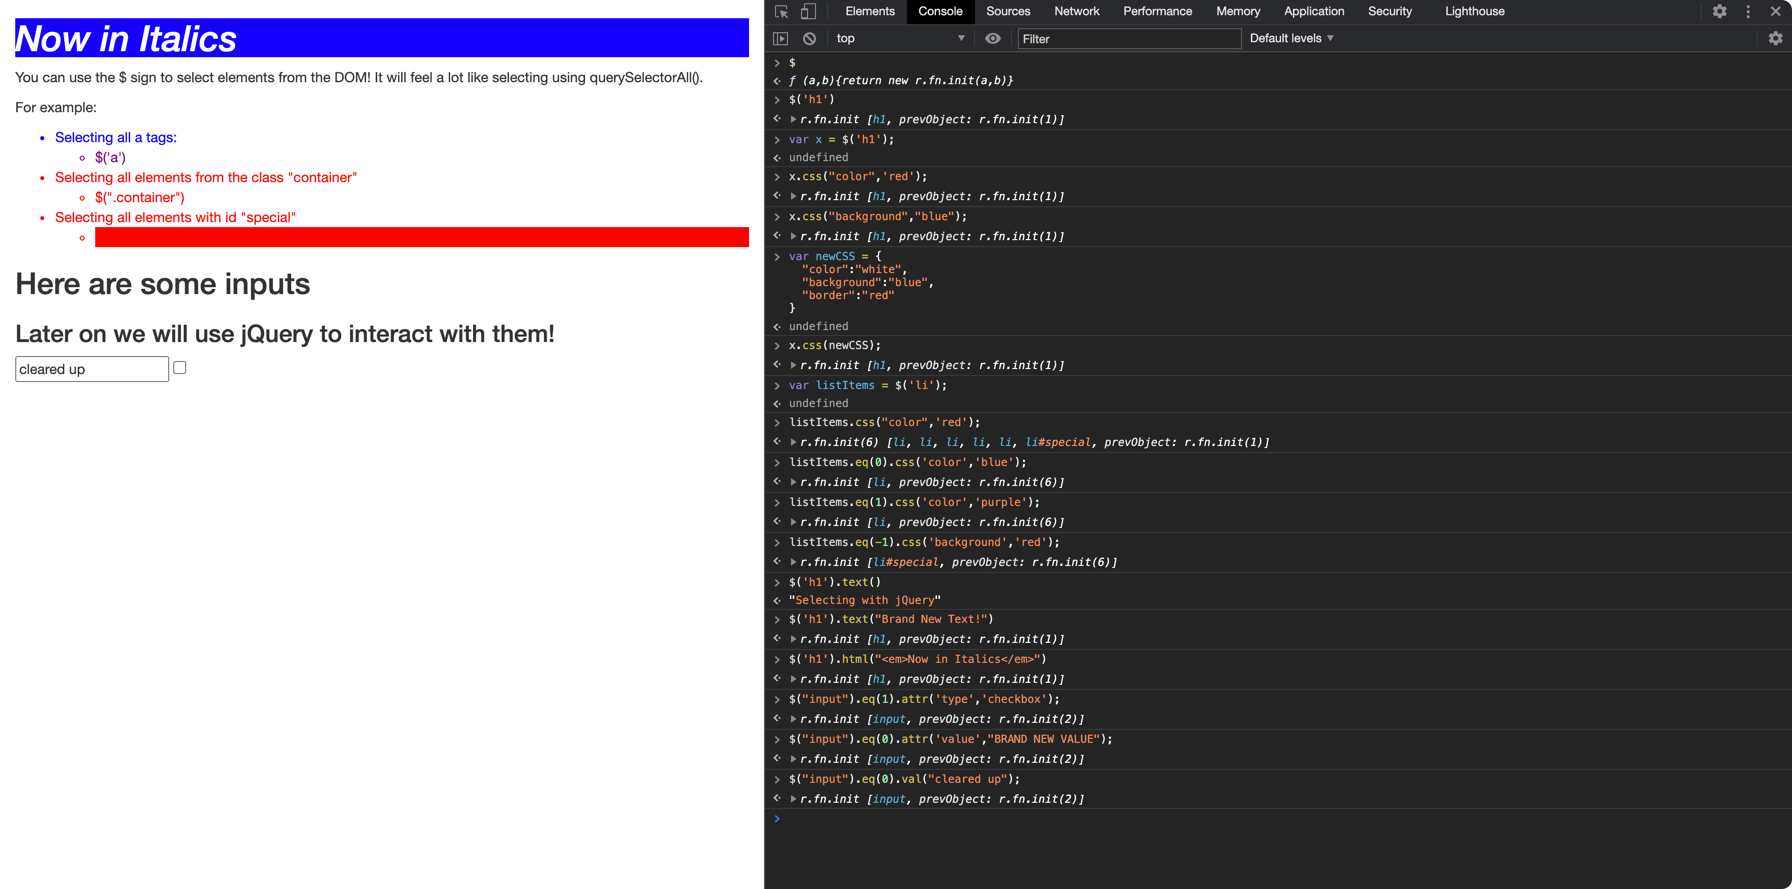 Now in Italics
You can use the $ sign to select elements from the DOM! It will feel a lot like selecting using querySelectorAll().
For example:
Selecting all a tags:
$('a')
Selecting all elements from the class "container"
$(".container")
Selecting all elements with id "special"
Here are some inputs
Later on we will use jQuery to interact with them!
cleared up
Elements Console Sources Network Performance Memory Application Security Lighthouse
top Filter Default levels
$
ƒ (a,b){return new r.fn.init(a,b)}
$('h1')
r.fn.init [h1, prevObject: r.fn.init(1)]
var x = $('h1');
undefined
x.css("color",'red');
r.fn.init [h1, prevObject: r.fn.init(1)]
x.css("background","blue");
r.fn.init [h1, prevObject: r.fn.init(1)]
var newCSS = {
"color":"white",
"background":"blue",
"border":"red"
}
undefined
x.css(newCSS);
r.fn.init [h1, prevObject: r.fn.init(1)]
var listItems = $('li');
undefined
listItems.css("color",'red');
r.fn.init(6) [li, li, li, li, li, li#special, prevObject: r.fn.init(1)]
listItems.eq(0).css('color','blue');
r.fn.init [li, prevObject: r.fn.init(6)]
listItems.eq(1).css('color','purple');
r.fn.init [li, prevObject: r.fn.init(6)]
listItems.eq(-1).css('background','red');
r.fn.init [li#special, prevObject: r.fn.init(6)]
$('h1').text()
"Selecting with jQuery"
$('h1').text("Brand New Text!")
r.fn.init [h1, prevObject: r.fn.init(1)]
$('h1').html("<em>Now in Italics</em>")
r.fn.init [h1, prevObject: r.fn.init(1)]
$("input").eq(1).attr('type','checkbox');
r.fn.init [input, prevObject: r.fn.init(2)]
$("input").eq(0).attr('value',"BRAND NEW VALUE");
r.fn.init [input, prevObject: r.fn.init(2)]
$("input").eq(0).val("cleared up");
r.fn.init [input, prevObject: r.fn.init(2)]